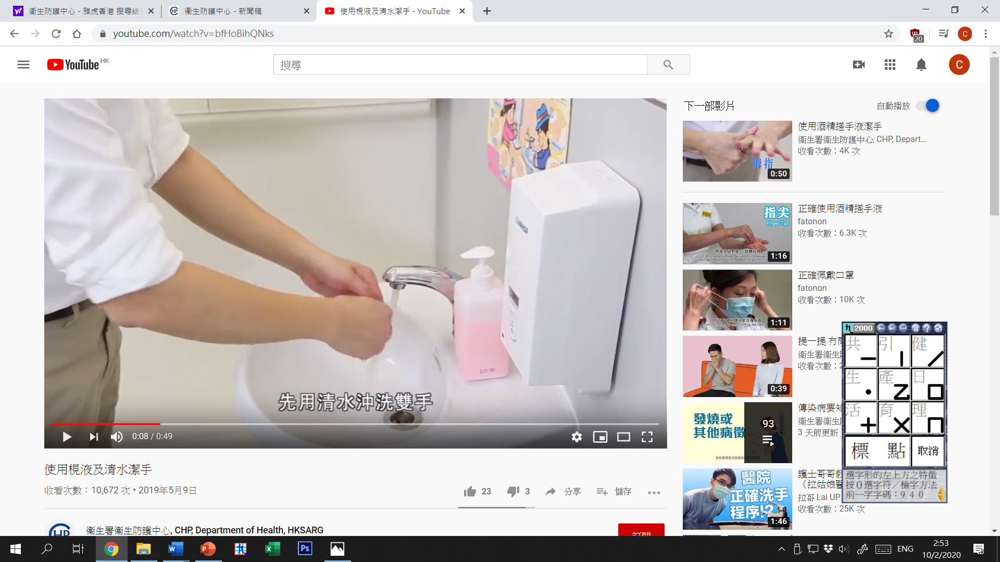 衞生防護中心 - 雅虎香港 搜尋結
衞生防護中心 - 新聞稿
使用梘液及清水潔手 - YouTube
youtube.com/watch?v=bfHoBihQNks
20
C
YouTube HK
搜尋
C
先用清水沖洗雙手
0:08 / 0:49
使用梘液及清水潔手
收看次數：10,672 次 • 2019年5月9日
23
3
分享
儲存
衞生署衞生防護中心, CHP, Department of Health, HKSARG
訂閱
下一部影片
自動播放
拇指
0:50
使用酒精搓手液潔手
衞生署衞生防護中心, CHP, Depart...
收看次數：4K 次
指尖
Finger Tips
1:16
正確使用酒精搓手液
fatonon
收看次數：6.3K 次
1:11
正確佩戴口罩
fatonon
收看次數：10K 次
0:39
提一提 冇問
衞生署衞生
收看次數：2
發燒或
其他病徵
93
傳染病要知
衞生署衞生
3 天前更新
醫院
正確洗手
程序!?
1:46
護士哥哥教
《拉姑娘醫
拉哥 Lai UP
收看次數：25K 次
九 2000
音 ?
共 引 健
生 產 日
活 育 理
標 點 取消
選字形的左上方之特徵
按０選字符／檢字方法
前一字字碼：９４０
ENG
2:53
10/2/2020